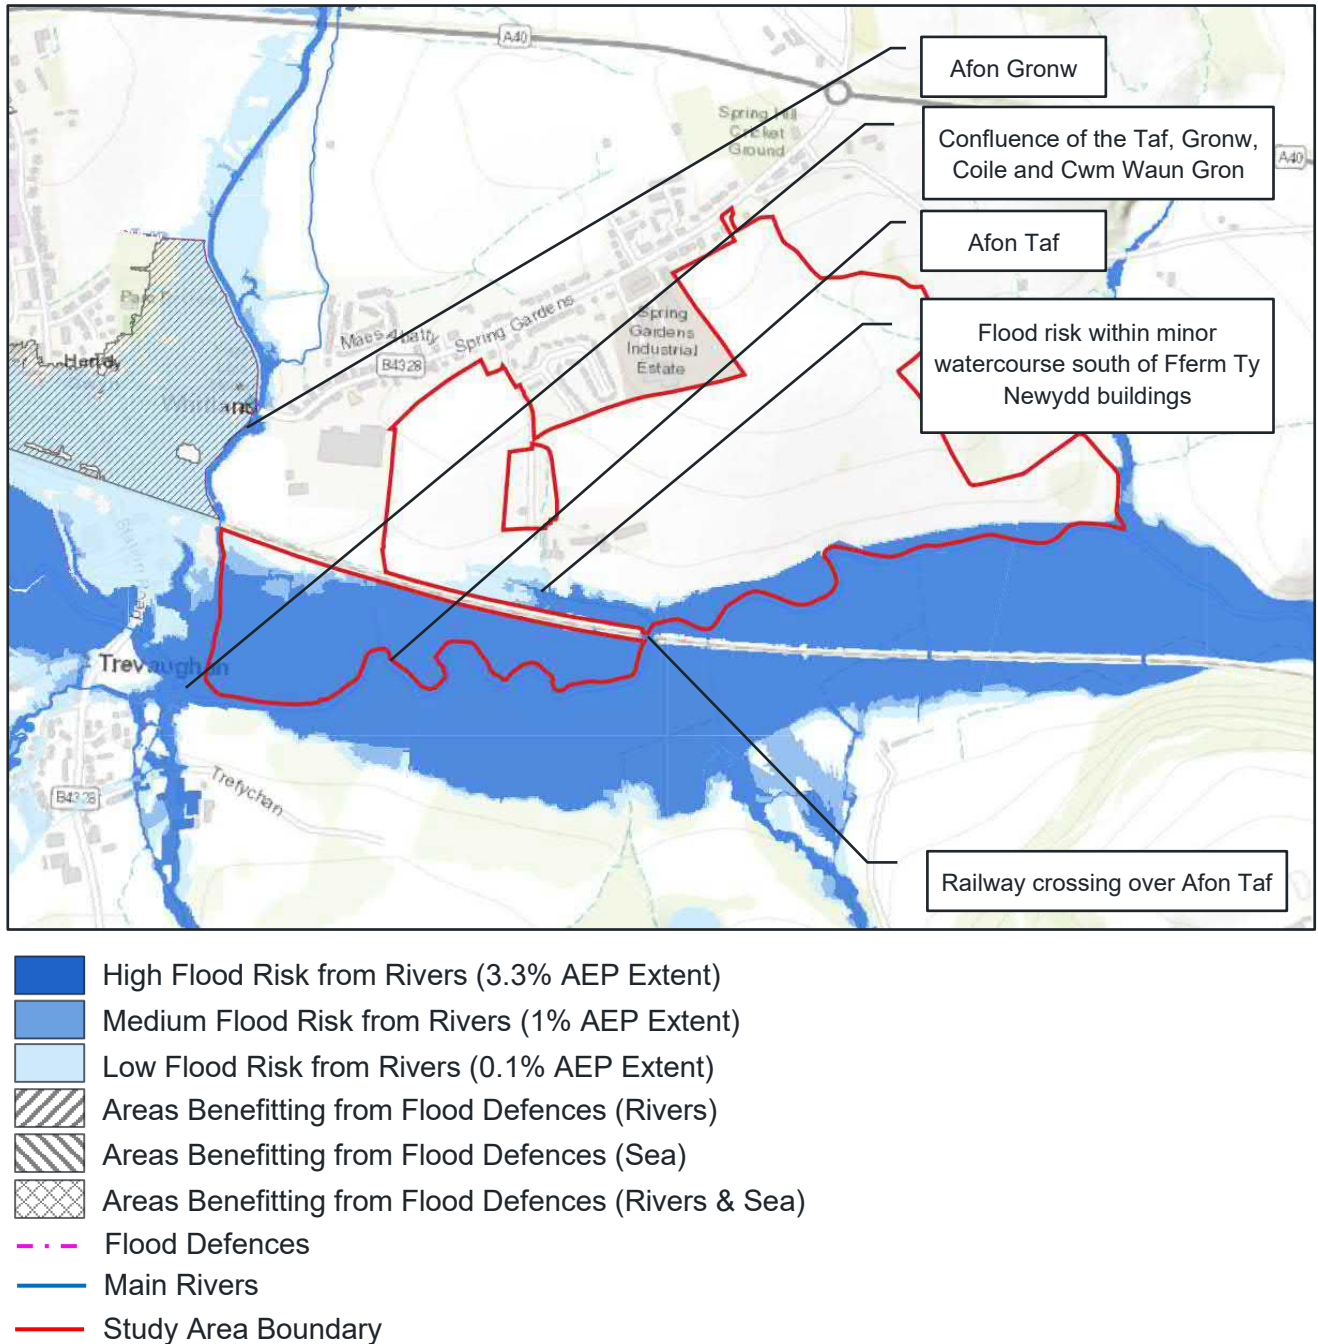 A40
Afon Gronw
Spring Hill
Cricket
Ground
Confluence of the Taf, Gronw,
Coile and Cwm Waun Gron
A40
Afon Taf
Spring Gardens
B4328
Spring
Gardens
Industrial
Estate
Flood risk within minor
watercourse south of Fferm Ty
Newydd buildings
Trevaughan
Trefychan
B4328
Railway crossing over Afon Taf
High Flood Risk from Rivers (3.3% AEP Extent)
Medium Flood Risk from Rivers (1% AEP Extent)
Low Flood Risk from Rivers (0.1% AEP Extent)
Areas Benefitting from Flood Defences (Rivers)
Areas Benefitting from Flood Defences (Sea)
Areas Benefitting from Flood Defences (Rivers & Sea)
Flood Defences
Main Rivers
Study Area Boundary